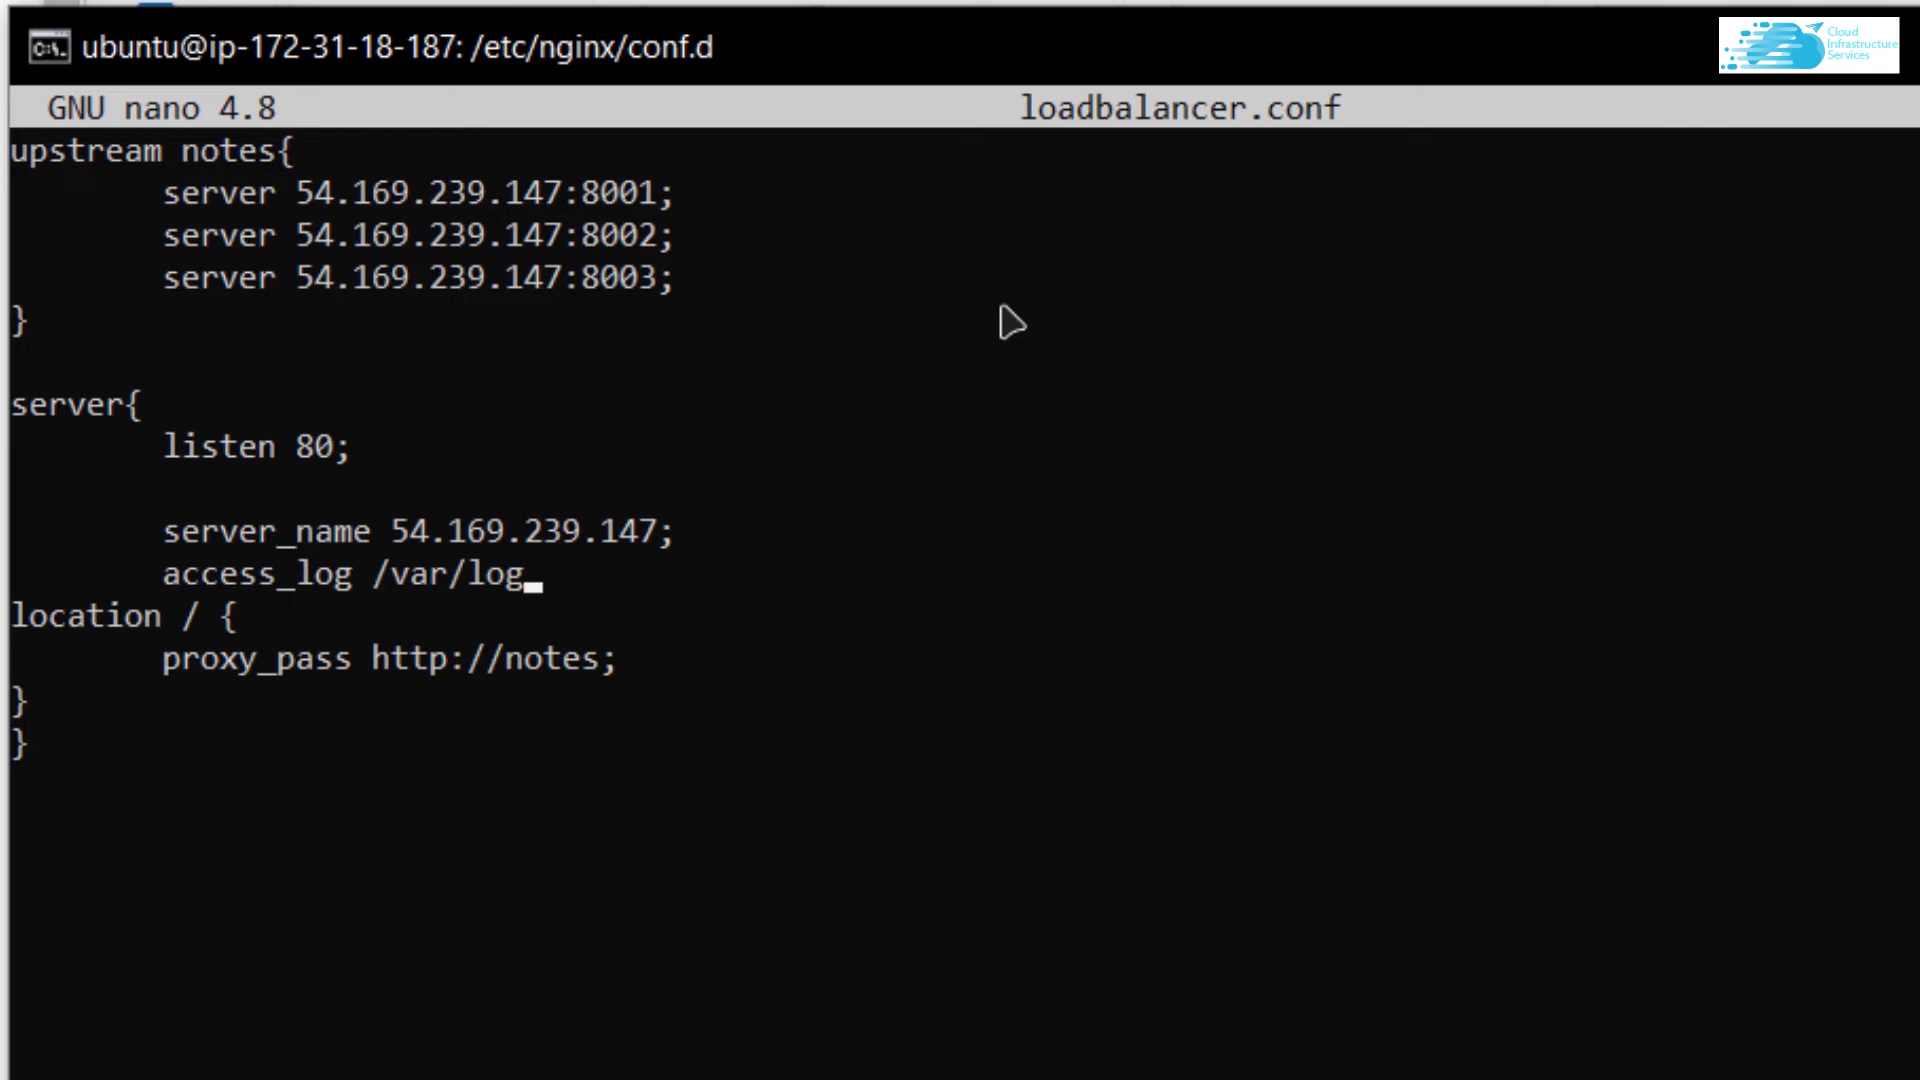 ubuntu@ip-172-31-18-187: /etc/nginx/conf.d
Cloud
Infrastructure
Services
GNU nano 4.8 loadbalancer.conf
upstream notes{
server 54.169.239.147:8001;
server 54.169.239.147:8002;
server 54.169.239.147:8003;
}
server{
listen 80;
server_name 54.169.239.147;
access_log /var/log
location / {
proxy_pass http://notes;
}
}